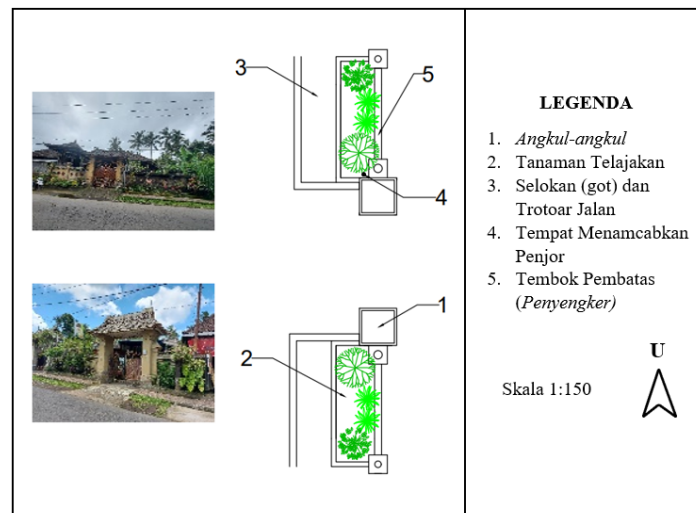 3
5
4
1
2
LEGENDA
1. Angkul-angkul
2. Tanaman Telajakan
3. Selokan (got) dan
Trotoar Jalan
4. Tempat Menamcabkan
Penjor
5. Tembok Pembatas
(Penyengker)
U
Skala 1:150